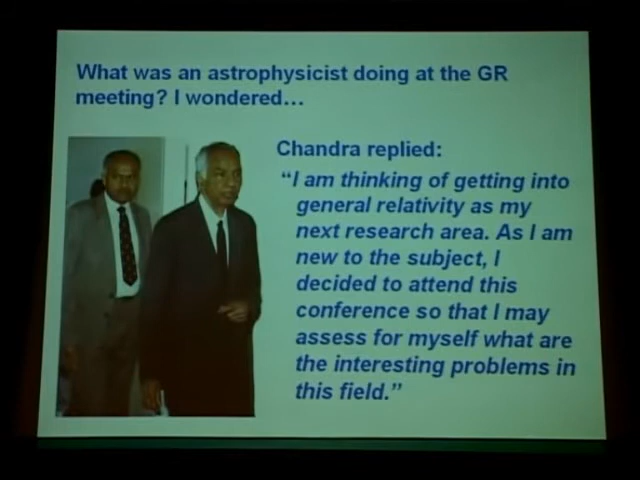 What was an astrophysicist doing at the GR
meeting? I wondered…
Chandra replied:
“I am thinking of getting into
general relativity as my
next research area. As I am
new to the subject, I
decided to attend this
conference so that I may
assess for myself what are
the interesting problems in
this field.”